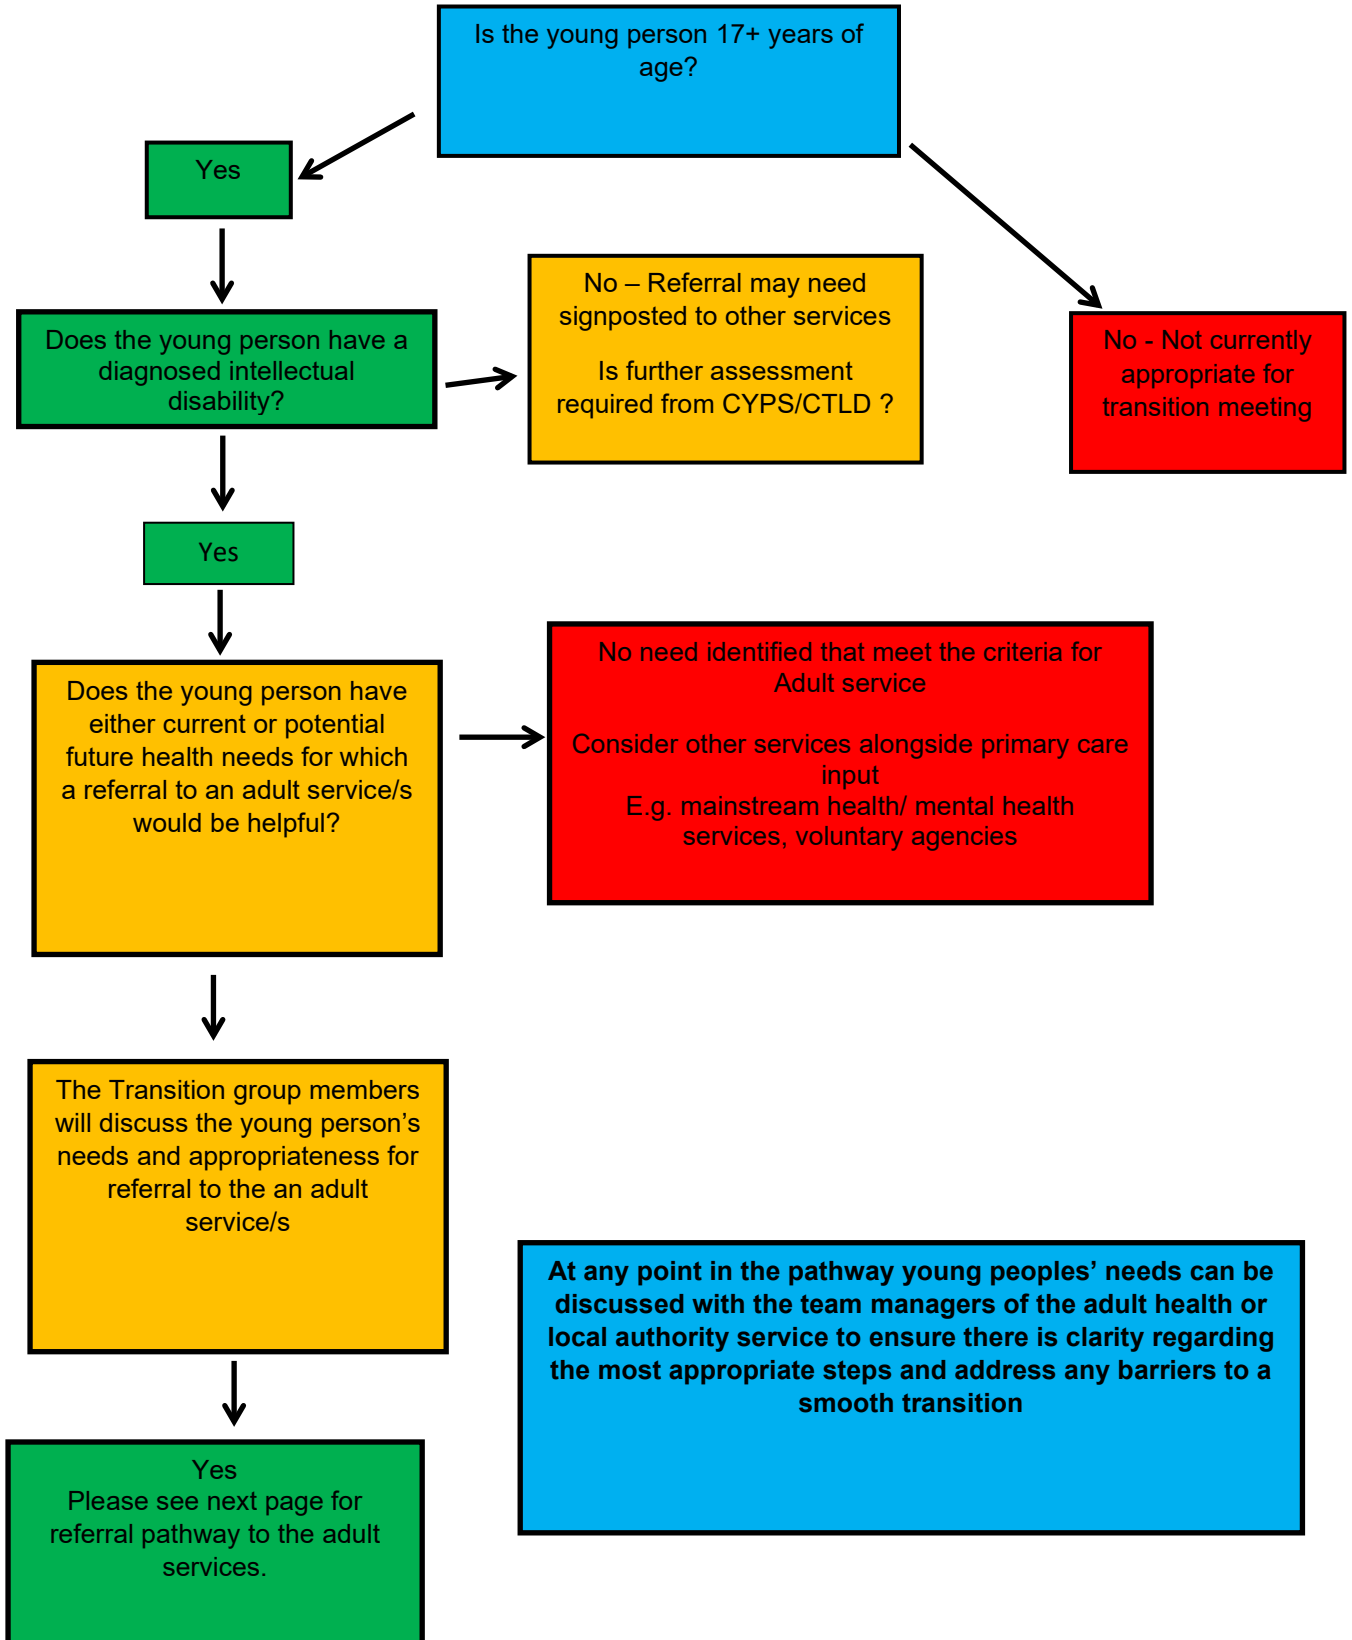 Is the young person 17+ years of
age?
Yes
Does the young person have a
diagnosed intellectual
disability?
No – Referral may need
signposted to other services
Is further assessment
required from CYPS/CTLD ?
No - Not currently
appropriate for
transition meeting
Yes
Does the young person have
either current or potential
future health needs for which
a referral to an adult service/s
would be helpful?
No need identified that meet the criteria for
Adult service
Consider other services alongside primary care
input
E.g. mainstream health/ mental health
services, voluntary agencies
The Transition group members
will discuss the young person’s
needs and appropriateness for
referral to the an adult
service/s
At any point in the pathway young peoples’ needs can be
discussed with the team managers of the adult health or
local authority service to ensure there is clarity regarding
the most appropriate steps and address any barriers to a
smooth transition
Yes
Please see next page for
referral pathway to the adult
services.